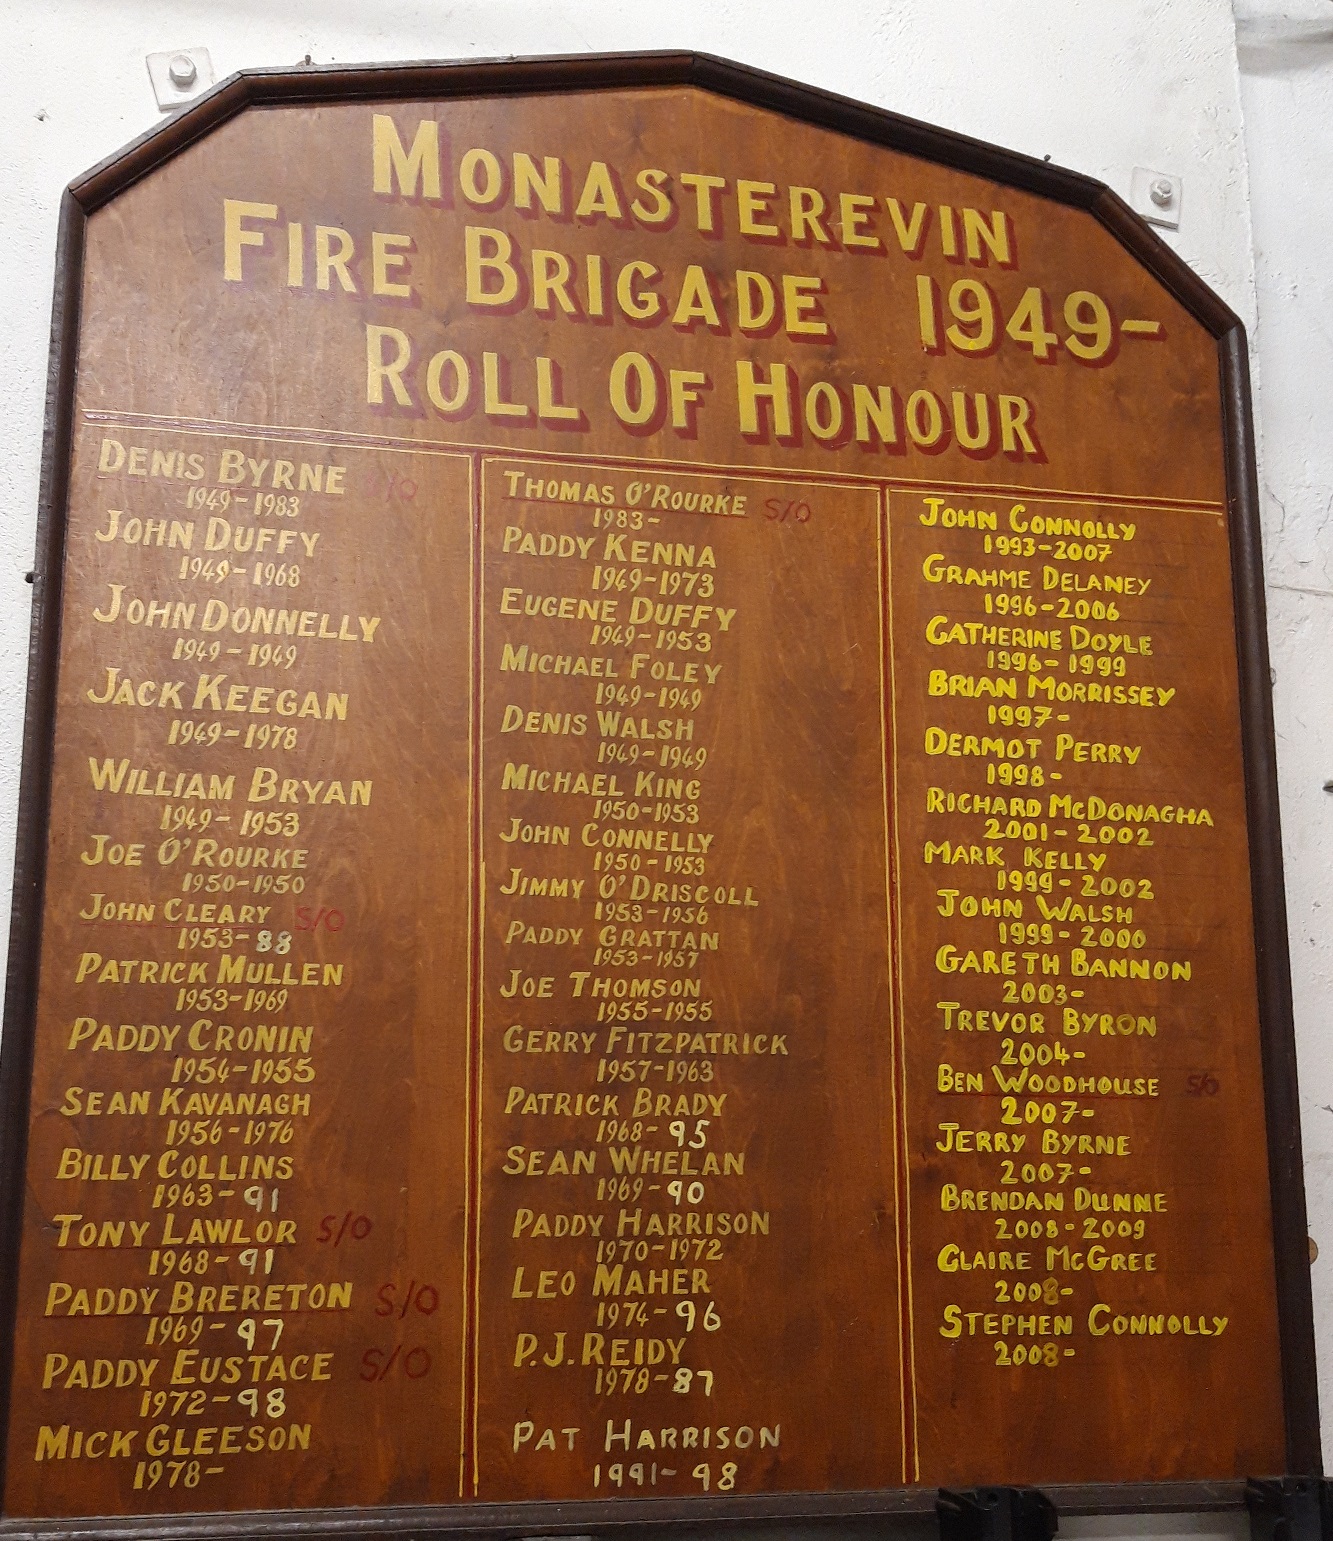 MONASTEREVIN
FIRE BRIGADE 1949-
ROLL OF HONOUR
DENIS BYRNE S/O
1949-1983
JOHN DUFFY
1949-1968
JOHN DONNELLY
1949-1949
JACK KEEGAN
1949-1978
WILLIAM BRYAN
1949-1953
JOE O'ROURKE
1950-1950
JOHN CLEARY S/O
1953-88
PATRICK MULLEN
1953-1969
PADDY CRONIN
1954-1955
SEAN KAVANAGH
1956-1976
BILLY COLLINS
1963-91
TONY LAWLOR S/O
1968-91
PADDY BRERETON S/O
1969-97
PADDY EUSTACE S/O
1972-98
MICK GLEESON
1978-
THOMAS O'ROURKE S/O
1983-
PADDY KENNA
1949-1973
EUGENE DUFFY
1949-1953
MICHAEL FOLEY
1949-1949
DENIS WALSH
1949-1949
MICHAEL KING
1950-1953
JOHN CONNELLY
1950-1953
JIMMY O'DRISCOLL
1953-1956
PADDY GRATTAN
1953-1957
JOE THOMSON
1955-1955
GERRY FITZPATRICK
1957-1963
PATRICK BRADY
1968-95
SEAN WHELAN
1969-90
PADDY HARRISON
1970-1972
LEO MAHER
1974-96
P.J. REIDY
1978-87
PAT HARRISON
1991-98
JOHN CONNOLLY
1993-2007
GRAHME DELANEY
1996-2006
CATHERINE DOYLE
1996-1999
BRIAN MORRISSEY
1997-
DERMOT PERRY
1998-
RICHARD MCDONAGHA
2001-2002
MARK KELLY
1999-2002
JOHN WALSH
1999-2000
GARETH BANNON
2003-
TREVOR BYRON
2004-
BEN WOODHOUSE S/O
2007-
JERRY BYRNE
2007-
BRENDAN DUNNE
2008-2009
CLAIRE MCGREE
2008-
STEPHEN CONNOLLY
2008-